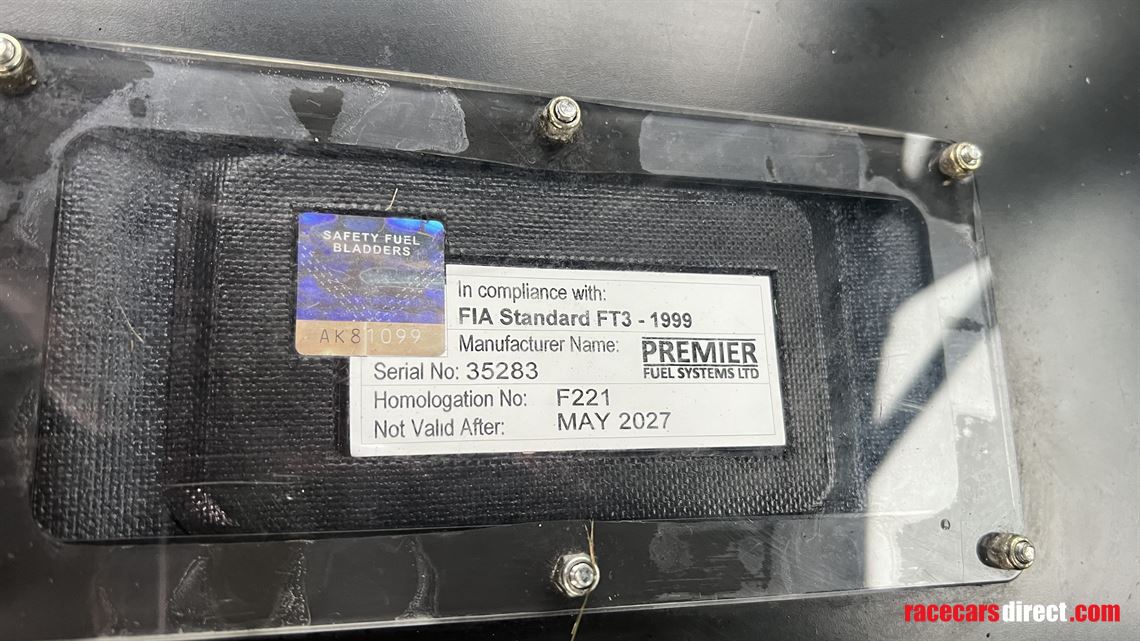 SAFETY FUEL
BLADDERS
AK81099
In compliance with:
FIA Standard FT3 - 1999
Manufacturer Name: PREMIER
FUEL SYSTEMS LTD
Serial No: 35283
Homologation No: F221
Not Valid After: MAY 2027
racecarsdirect.com